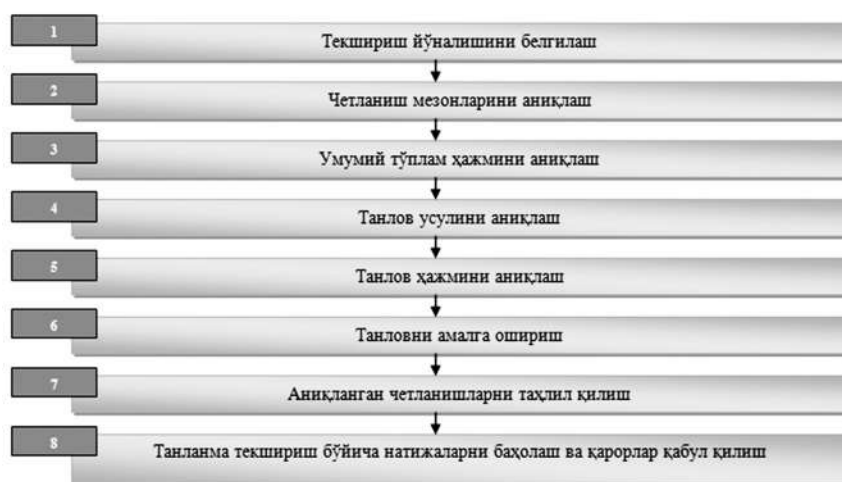 1
Текшириш йўналишини белгилаш
2
Четланиш мезонларини аниқлаш
3
Умумий тўплам ҳажмини аниқлаш
4
Танлов усулини аниқлаш
5
Танлов ҳажмини аниқлаш
6
Танловни амалга ошириш
7
Аниқланган четланишларни таҳлил қилиш
8
Танланма текшириш бўйича натижаларни баҳолаш ва қарорлар қабул қилиш